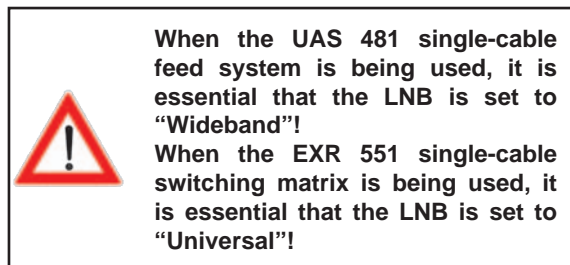 When the UAS 481 single-cable
feed system is being used, it is
essential that the LNB is set to
“Wideband”!
When the EXR 551 single-cable
switching matrix is being used, it
is essential that the LNB is set to
“Universal”!